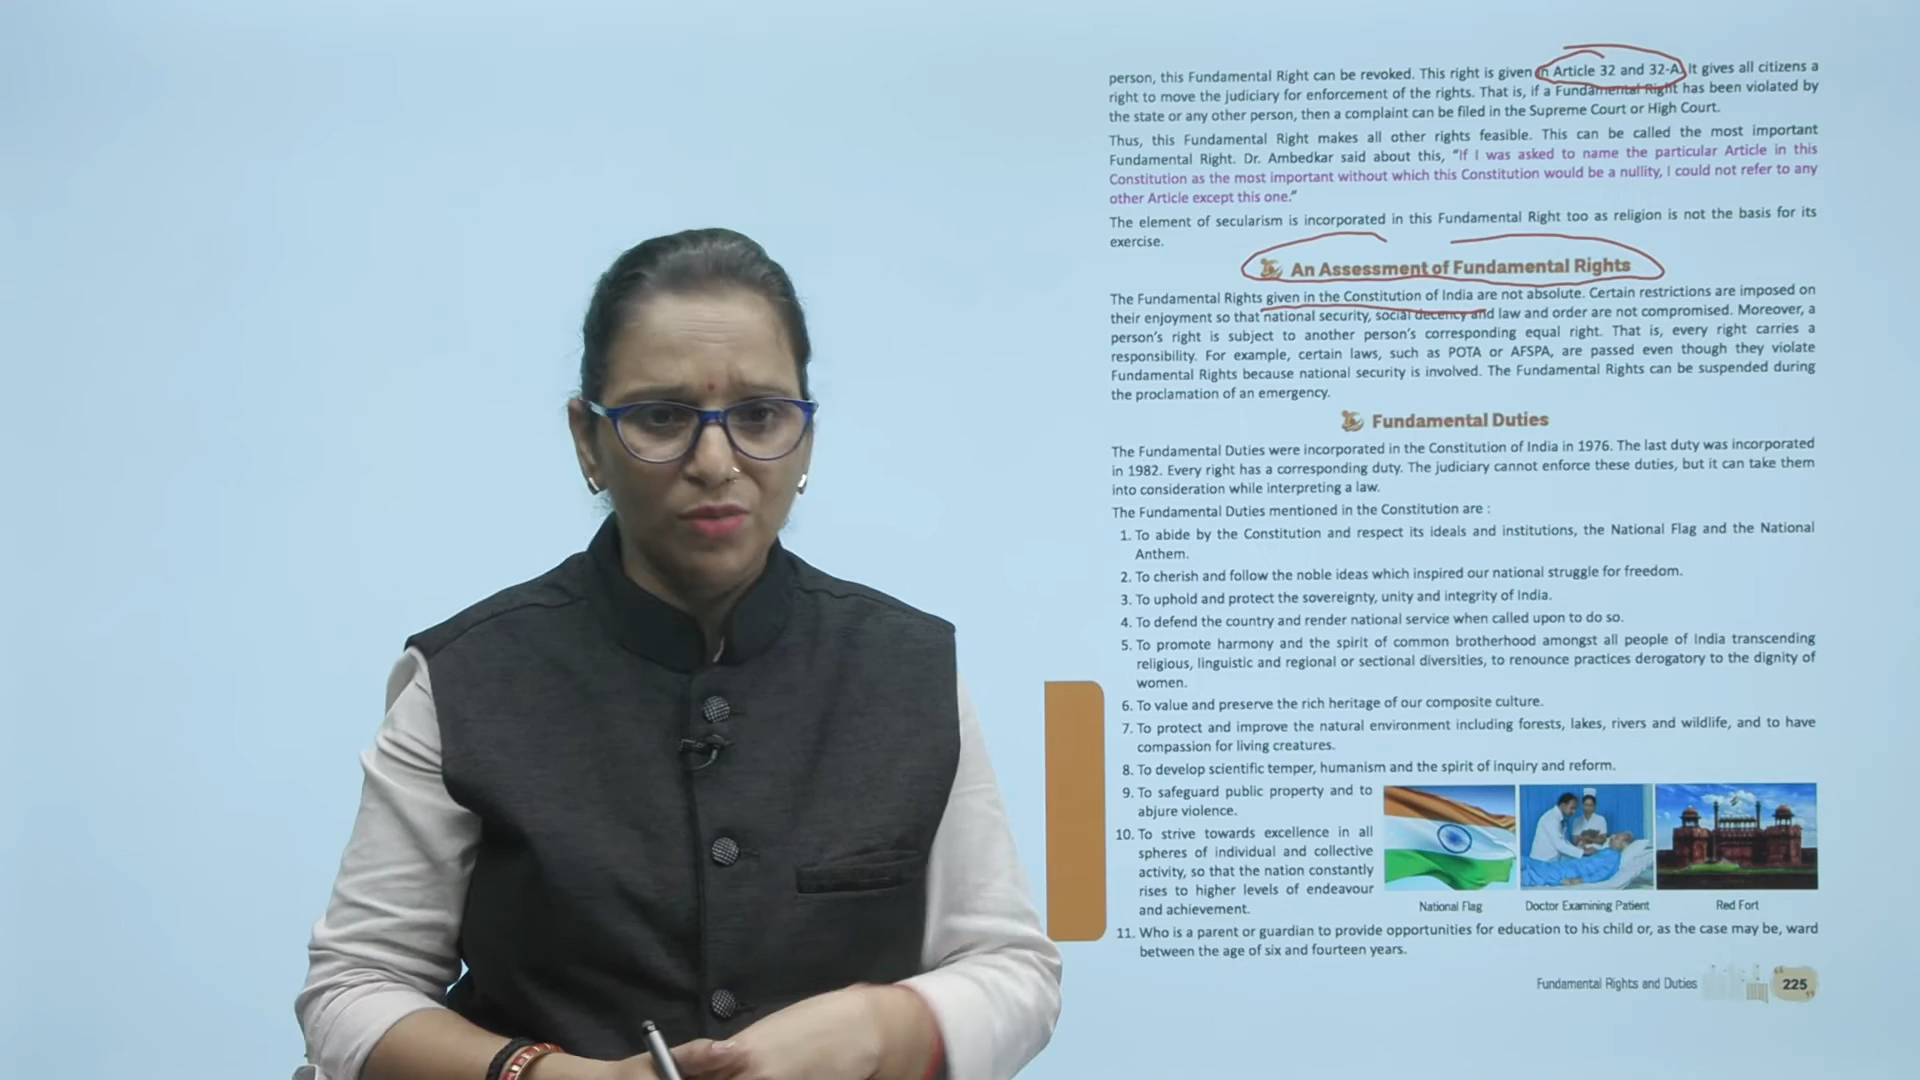 person, this Fundamental Right can be revoked. This right is given in Article 32 and 32-A. It gives all citizens a
right to move the judiciary for enforcement of the rights. That is, if a Fundamental Right has been violated by
the state or any other person, then a complaint can be filed in the Supreme Court or High Court.
Thus, this Fundamental Right makes all other rights feasible. This can be called the most important
Fundamental Right. Dr. Ambedkar said about this, “If I was asked to name the particular Article in this
Constitution as the most important without which this Constitution would be a nullity, I could not refer to any
other Article except this one.”
The element of secularism is incorporated in this Fundamental Right too as religion is not the basis for its
exercise.
An Assessment of Fundamental Rights
The Fundamental Rights given in the Constitution of India are not absolute. Certain restrictions are imposed on
their enjoyment so that national security, social decency and law and order are not compromised. Moreover, a
person's right is subject to another person's corresponding equal right. That is, every right carries a
responsibility. For example, certain laws, such as POTA or AFSPA, are passed even though they violate
Fundamental Rights because national security is involved. The Fundamental Rights can be suspended during
the proclamation of an emergency.
Fundamental Duties
The Fundamental Duties were incorporated in the Constitution of India in 1976. The last duty was incorporated
in 1982. Every right has a corresponding duty. The judiciary cannot enforce these duties, but it can take them
into consideration while interpreting a law.
The Fundamental Duties mentioned in the Constitution are :
1. To abide by the Constitution and respect its ideals and institutions, the National Flag and the National
Anthem.
2. To cherish and follow the noble ideas which inspired our national struggle for freedom.
3. To uphold and protect the sovereignty, unity and integrity of India.
4. To defend the country and render national service when called upon to do so.
5. To promote harmony and the spirit of common brotherhood amongst all people of India transcending
religious, linguistic and regional or sectional diversities, to renounce practices derogatory to the dignity of
women.
6. To value and preserve the rich heritage of our composite culture.
7. To protect and improve the natural environment including forests, lakes, rivers and wildlife, and to have
compassion for living creatures.
8. To develop scientific temper, humanism and the spirit of inquiry and reform.
9. To safeguard public property and to
abjure violence.
10. To strive towards excellence in all
spheres of individual and collective
activity, so that the nation constantly
rises to higher levels of endeavour
and achievement.
National Flag
Doctor Examining Patient
Red Fort
11. Who is a parent or guardian to provide opportunities for education to his child or, as the case may be, ward
between the age of six and fourteen years.
Fundamental Rights and Duties
225